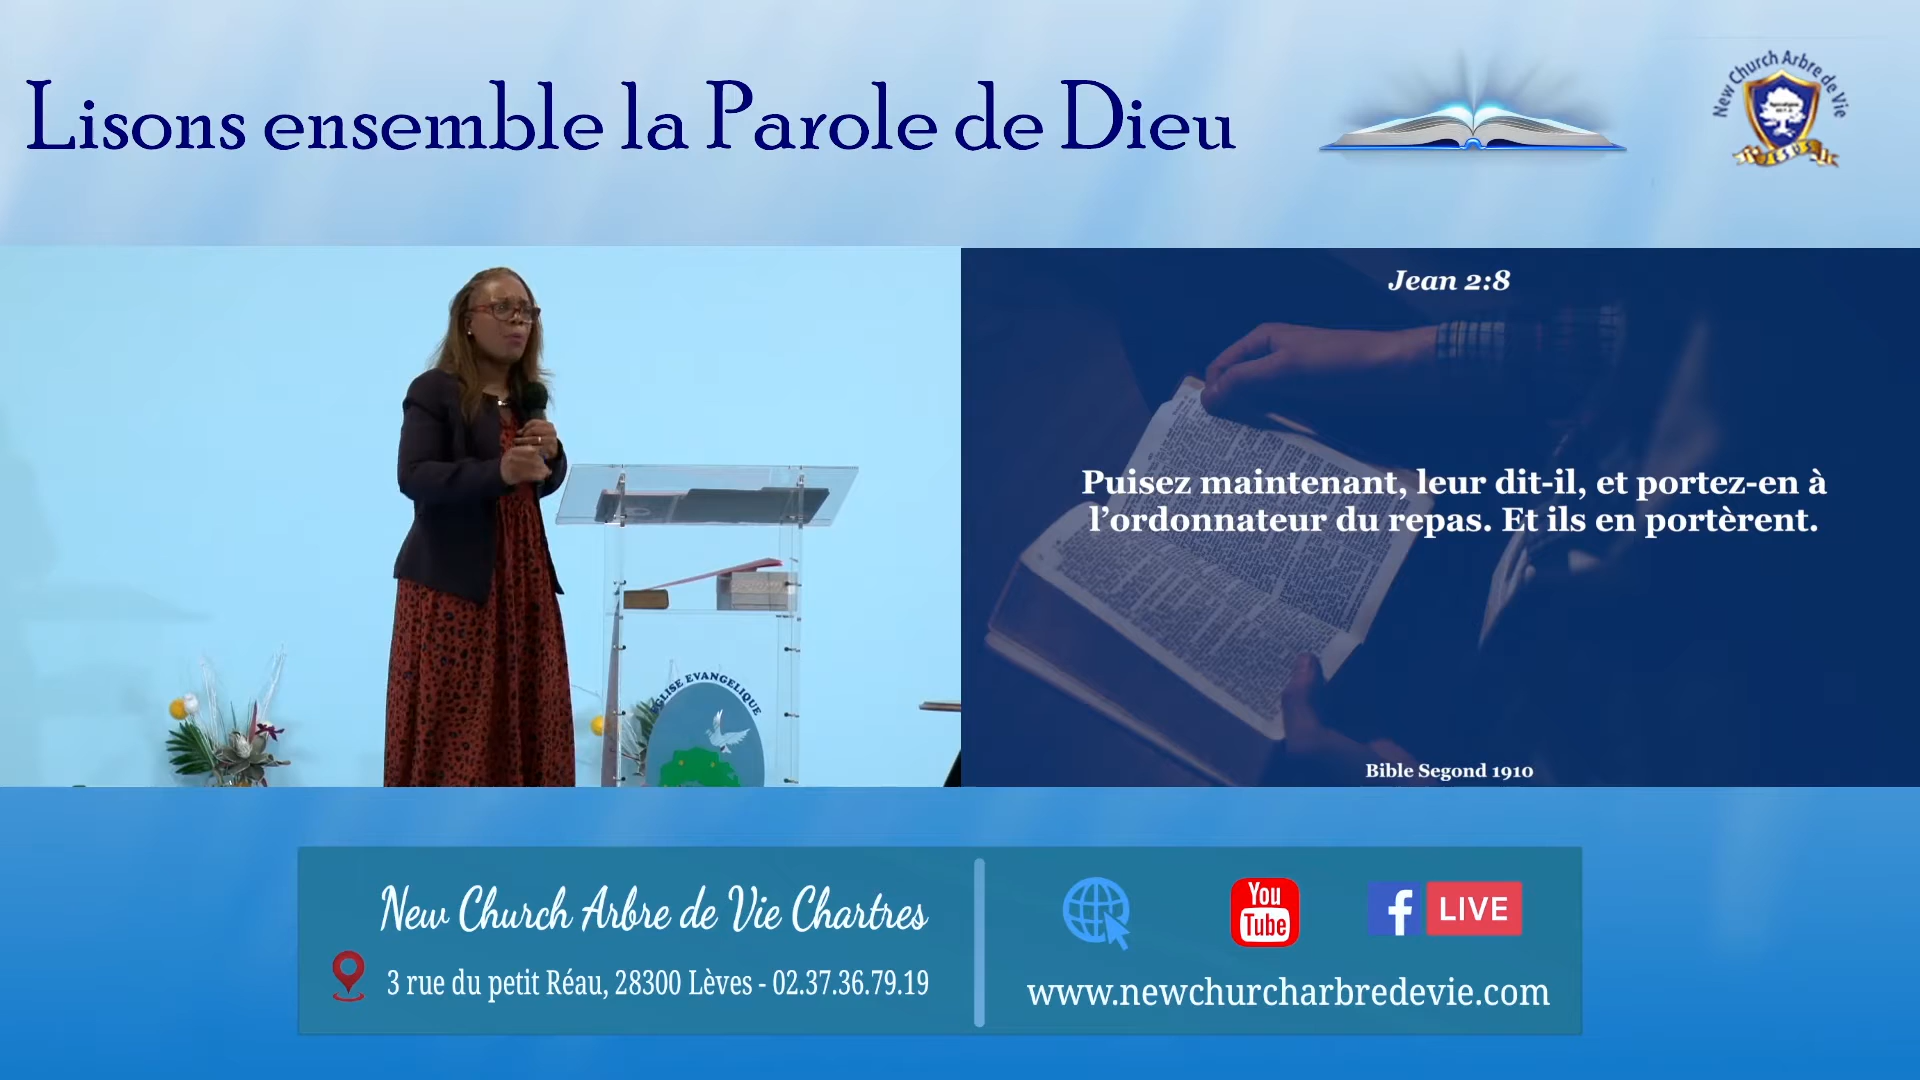 Lisons ensemble la Parole de Dieu
New Church Arbre de Vie
JESUS
Jean 2:8
Puisez maintenant, leur dit-il, et portez-en à
l’ordonnateur du repas. Et ils en portèrent.
Bible Segond 1910
GLISE EVANGELIQUE
New Church Arbre de Vie Chartres
3 rue du petit Réau, 28300 Lèves - 02.37.36.79.19
You
Tube
f LIVE
www.newchurcharbredevie.com